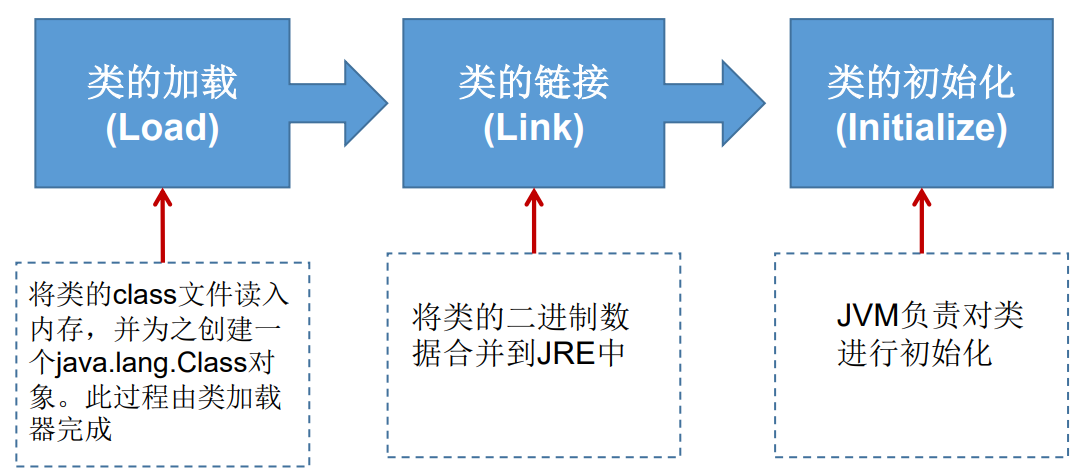 类的加载
(Load)
类的链接
(Link)
类的初始化
(Initialize)
将类的class文件读入
内存，并为之创建一
个java.lang.Class对
象。此过程由类加载
器完成
将类的二进制数
据合并到JRE中
JVM负责对类
进行初始化